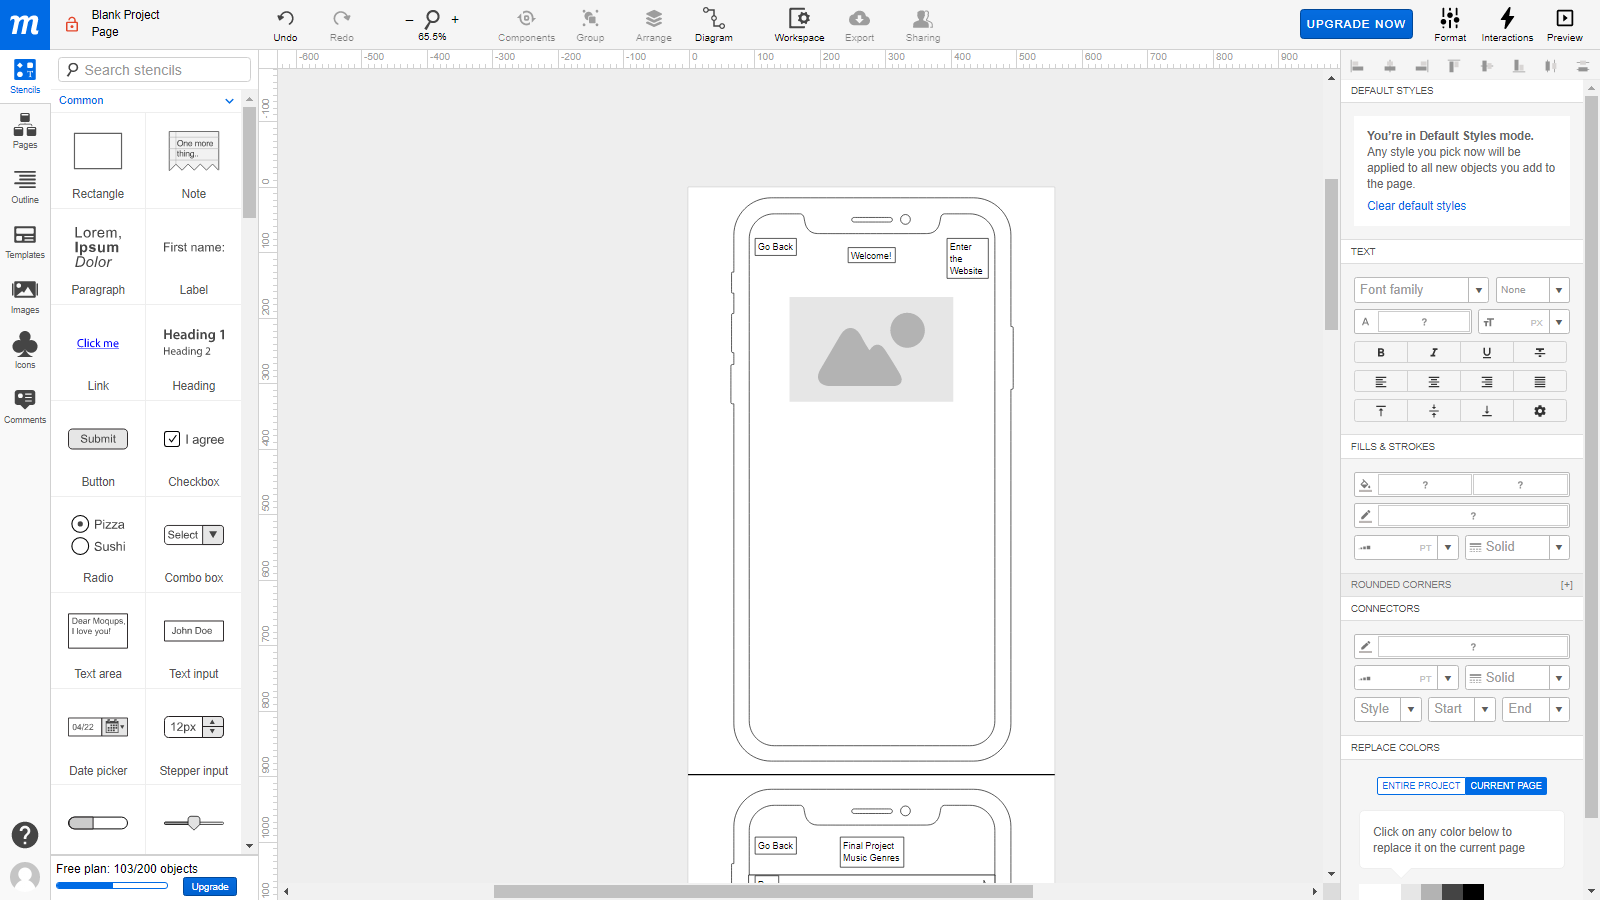 m
Blank Project
Page
Undo
Redo
65.5%
Components
Group
Arrange
Diagram
Workspace
Export
Sharing
UPGRADE NOW
Format
Interactions
Preview
Stencils
Pages
Outline
Templates
Images
Icons
Comments
Search stencils
Common
One more
thing..
Rectangle
Note
Lorem,
Ipsum
Dolor
First name:
Paragraph
Label
Click me
Heading 1
Heading 2
Link
Heading
Submit
I agree
Button
Checkbox
Pizza
Sushi
Select
Radio
Combo box
Dear Moqups,
I love you!
John Doe
Text area
Text input
04/22
12px
Date picker
Stepper input
Free plan: 103/200 objects
Upgrade
-600 -500 -400 -300 -200 -100 0 100 200 300 400 500 600 700 800 900
-100
0
100
200
300
400
500
600
700
800
900
1000
Go Back
Welcome!
Enter
the
Website
Go Back
Final Project
Music Genres
DEFAULT STYLES
You're in Default Styles mode.
Any style you pick now will be
applied to all new objects you add to
the page.
Clear default styles
TEXT
Font family
None
A ?
TT PX
B I U
FILLS & STROKES
? ?
?
PT
Solid
ROUNDED CORNERS [+]
CONNECTORS
?
PT
Solid
Style
Start
End
REPLACE COLORS
ENTIRE PROJECT
CURRENT PAGE
Click on any color below to
replace it on the current page